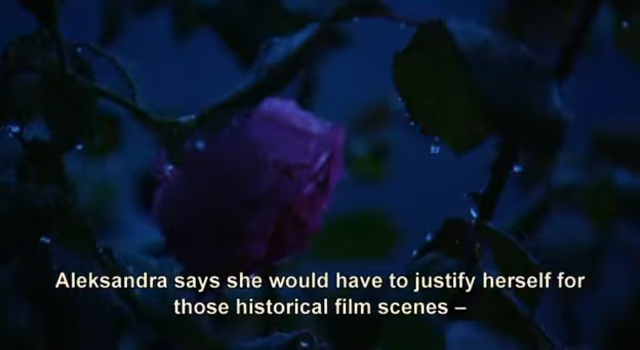 Aleksandra says she would have to justify herself for
those historical film scenes –